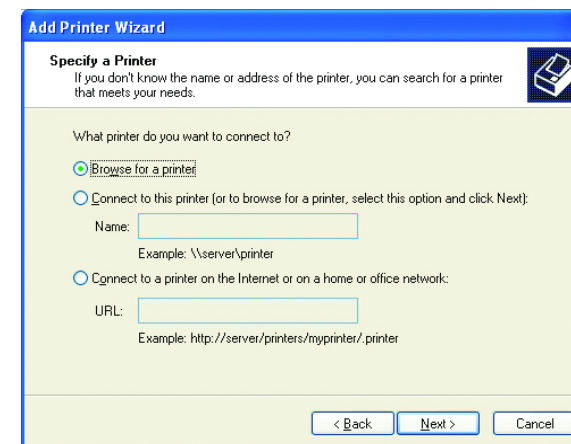 Add Printer Wizard
Specify a Printer
If you don't know the name or address of the printer, you can search for a printer
that meets your needs.
What printer do you want to connect to?
Browse for a printer
Connect to this printer (or to browse for a printer, select this option and click Next):
Name:
Example: \\server\printer
Connect to a printer on the Internet or on a home or office network:
URL:
Example: http://server/printers/myprinter/.printer
< Back Next > Cancel